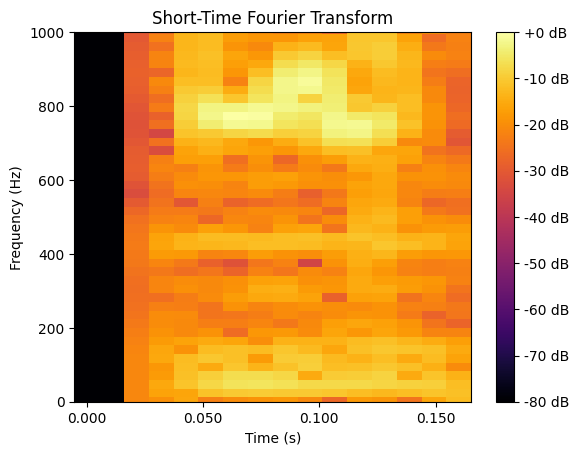 Short-Time Fourier Transform
Frequency (Hz)
1000
800
600
400
200
0
0.000
0.050
0.100
0.150
Time (s)
+0 dB
-10 dB
-20 dB
-30 dB
-40 dB
-50 dB
-60 dB
-70 dB
-80 dB